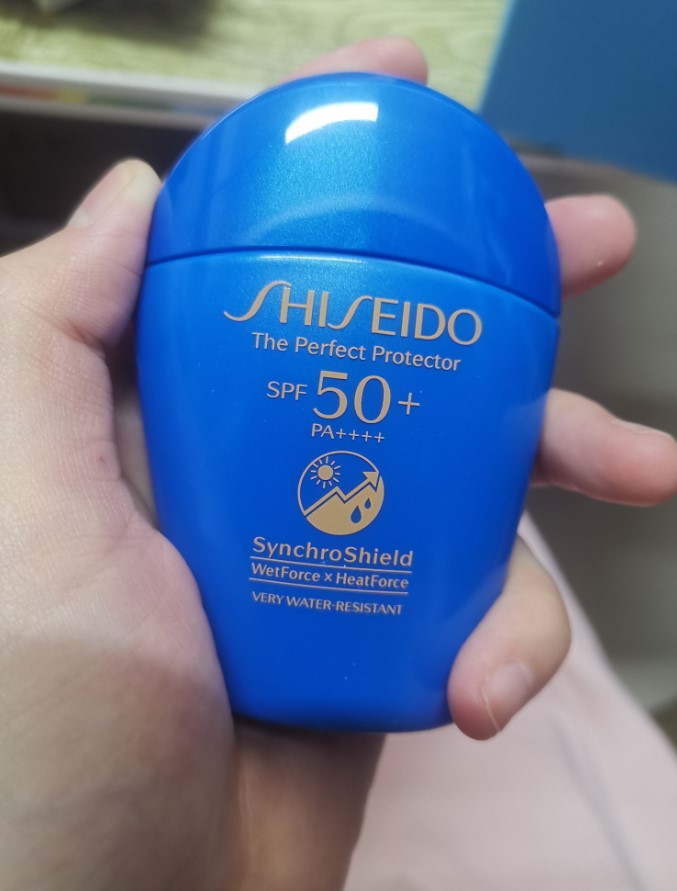 SHISEIDO
The Perfect Protector
SPF 50+
PA++++
SynchroShield
WetForce × HeatForce
VERY WATER-RESISTANT